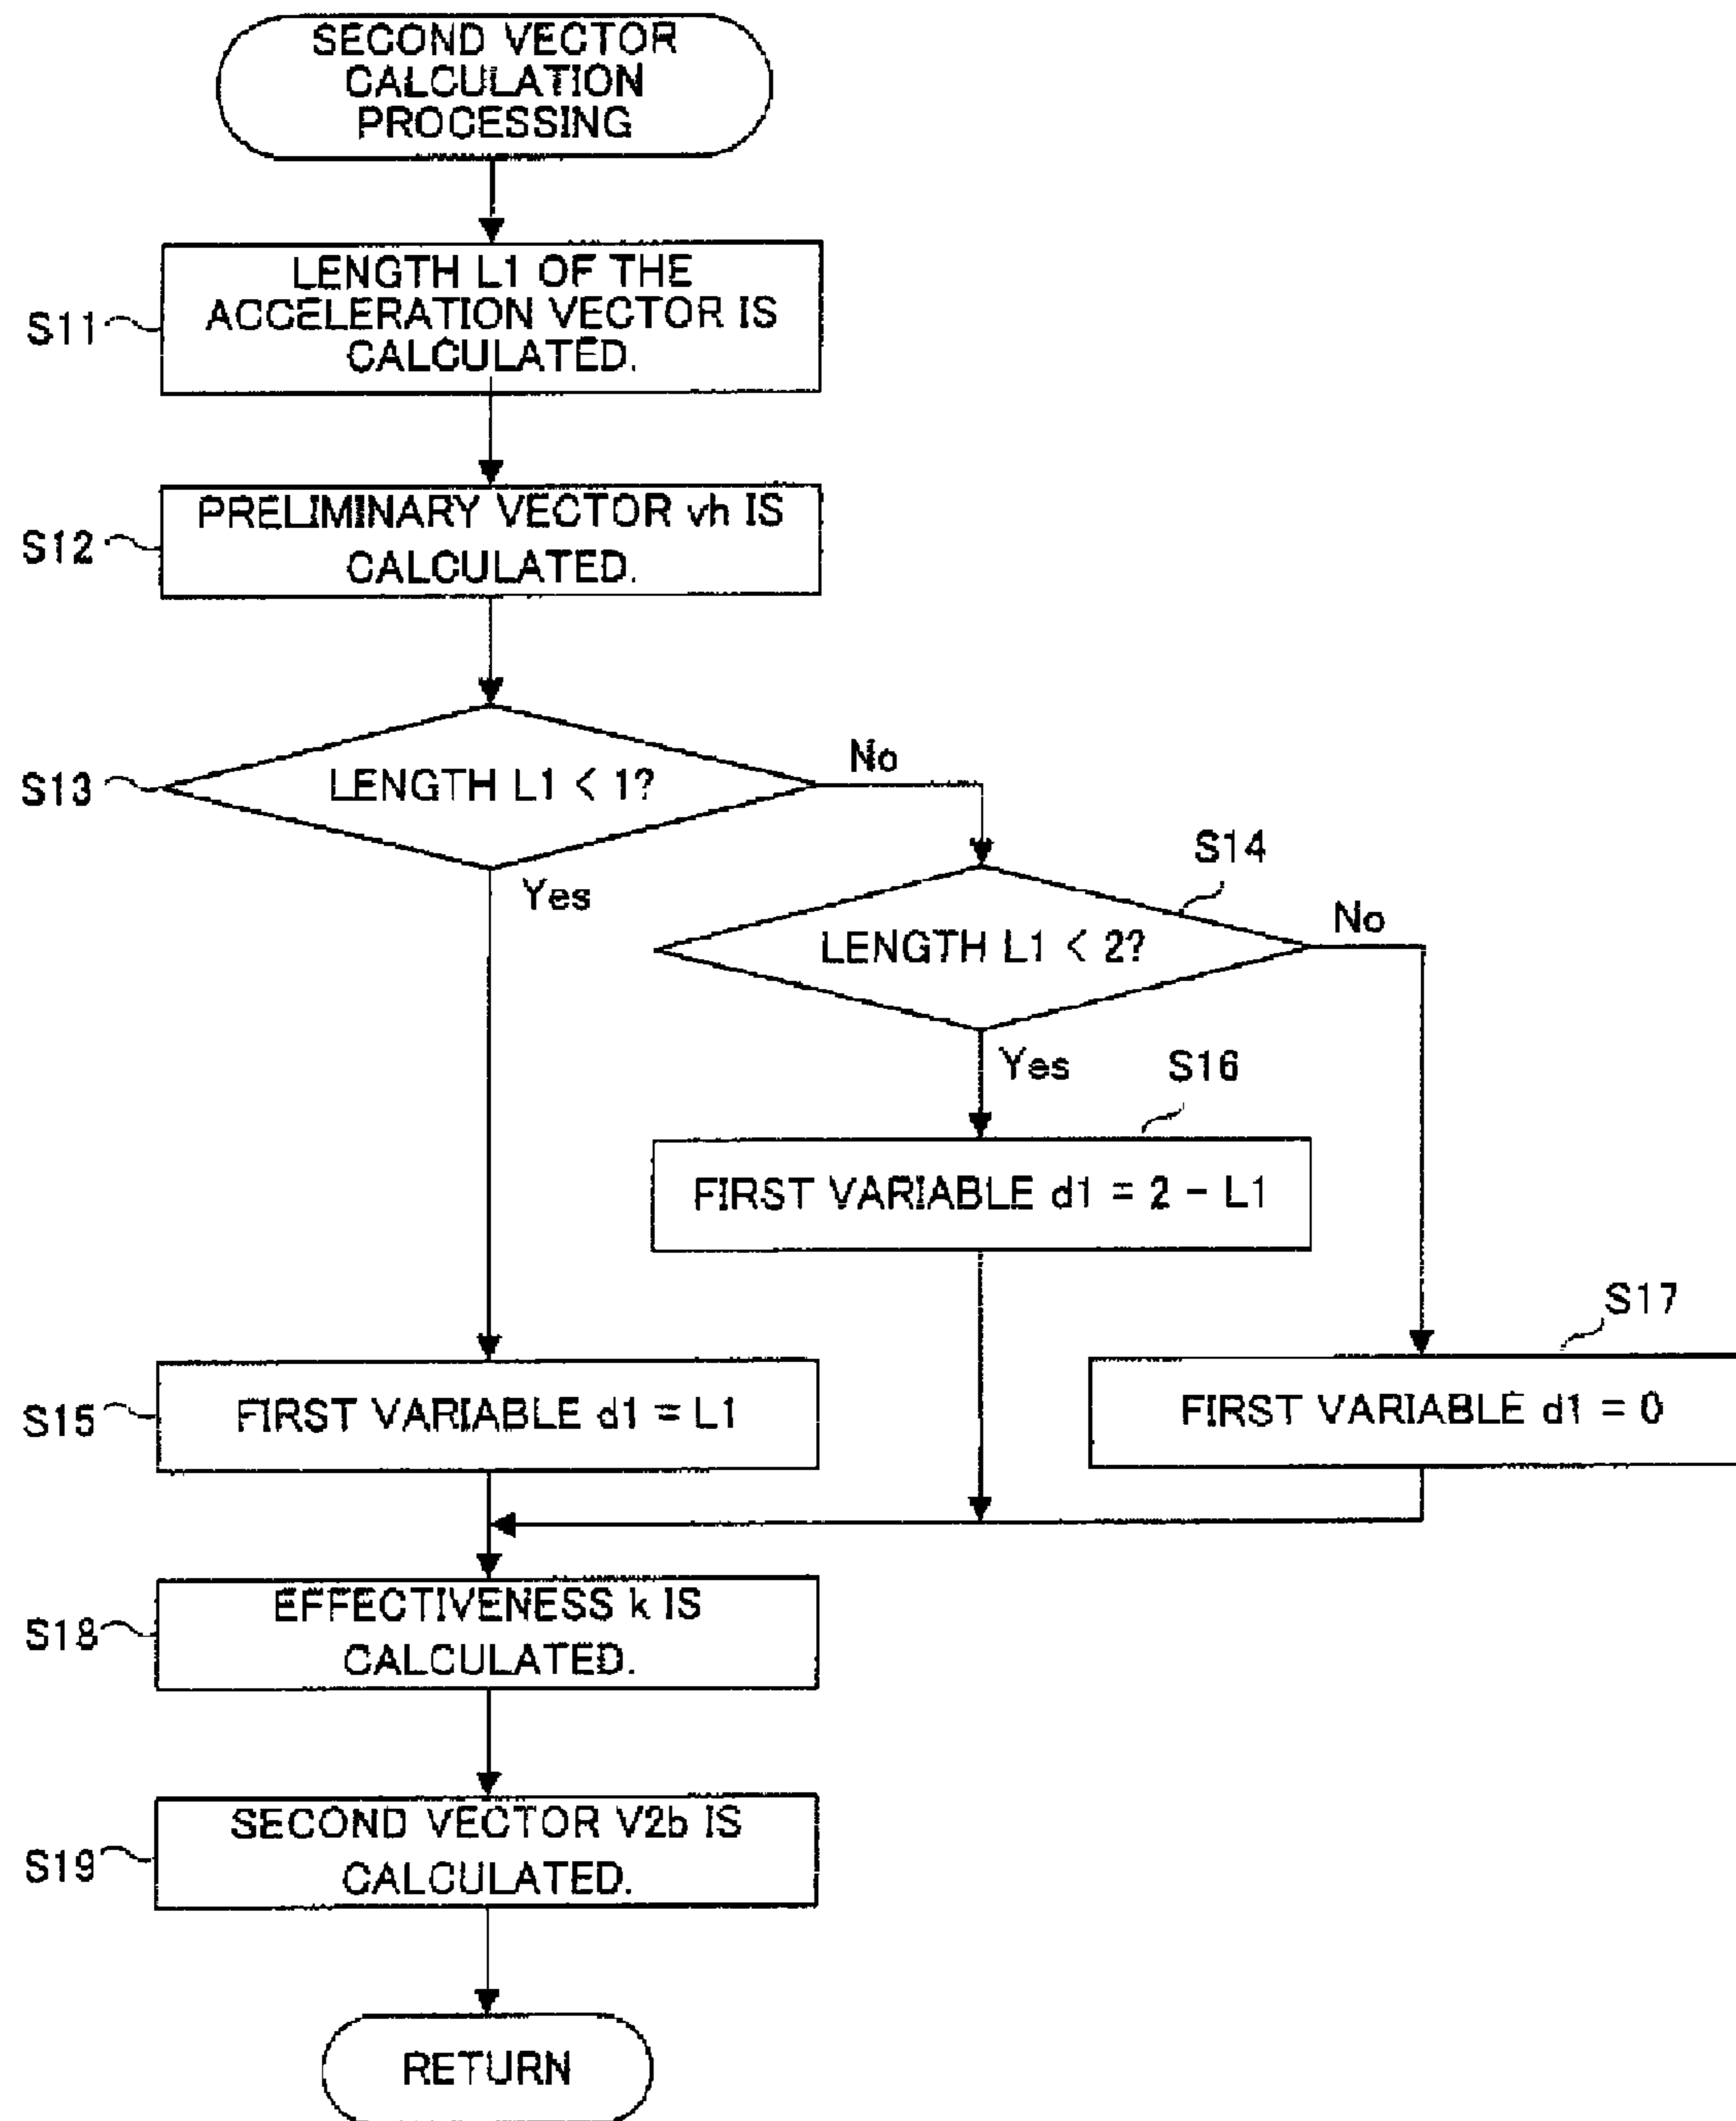 SECOND VECTOR
CALCULATION
PROCESSING
S11
LENGTH L1 OF THE
ACCELERATION VECTOR IS
CALCULATED.
S12
PRELIMINARY VECTOR vh IS
CALCULATED.
S13
LENGTH L1 < 1?
No
Yes
S14
LENGTH L1 < 2?
No
Yes
S16
FIRST VARIABLE d1 = 2 - L1
S17
S15
FIRST VARIABLE d1 = L1
FIRST VARIABLE d1 = 0
S18
EFFECTIVENESS k IS
CALCULATED.
S19
SECOND VECTOR V2b IS
CALCULATED.
RETURN